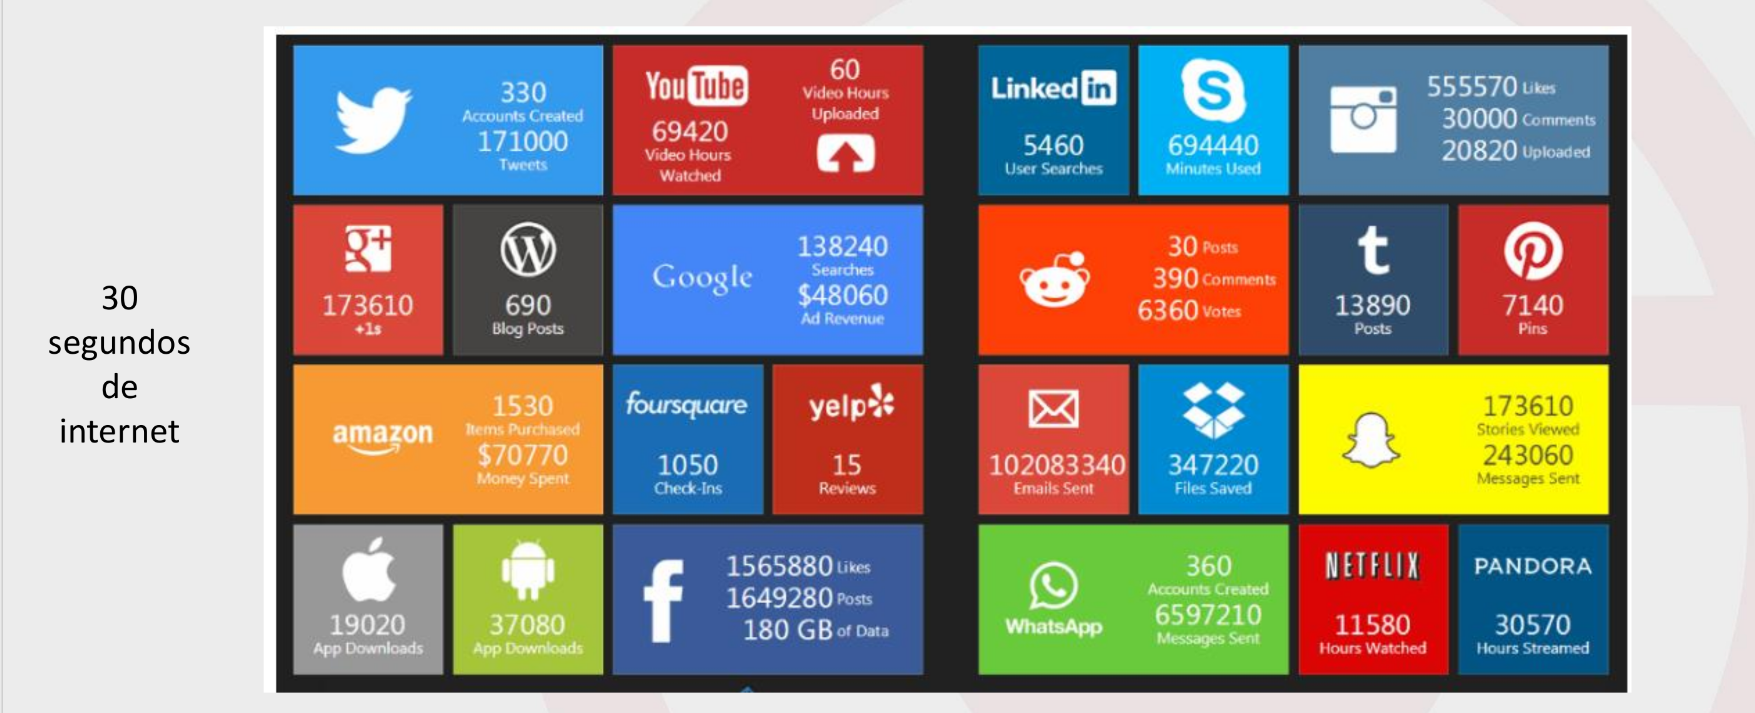 30
segundos
de
internet
330
Accounts Created
171000
Tweets
YouTube
69420
Video Hours
Watched
60
Video Hours
Uploaded
Linked in
5460
User Searches
S
694440
Minutes Used
555570 Likes
30000 Comments
20820 Uploaded
g+
173610
+1s
W
690
Blog Posts
Google
138240
Searches
$48060
Ad Revenue
30 Posts
390 Comments
6360 Votes
t
13890
Posts
P
7140
Pins
amazon
1530
Items Purchased
$70770
Money Spent
foursquare
1050
Check-Ins
yelp
15
Reviews
102083340
Emails Sent
347220
Files Saved
173610
Stories Viewed
243060
Messages Sent
19020
App Downloads
37080
App Downloads
f
1565880 Likes
1649280 Posts
180 GB of Data
WhatsApp
360
Accounts Created
6597210
Messages Sent
NETFLIX
11580
Hours Watched
PANDORA
30570
Hours Streamed